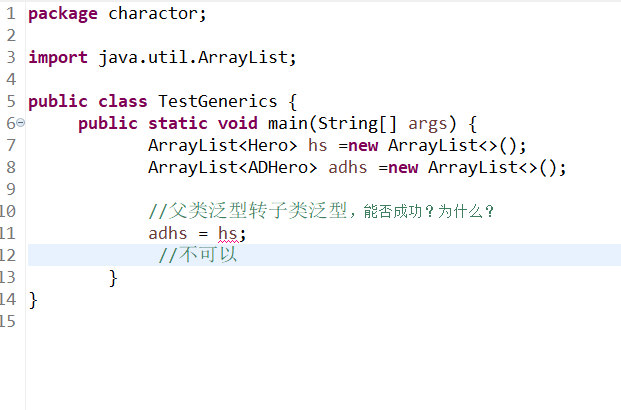 1 package charactor;
2
3 import java.util.ArrayList;
4
5 public class TestGenerics {
6 public static void main(String[] args) {
7 ArrayList<Hero> hs =new ArrayList<>();
8 ArrayList<ADHero> adhs =new ArrayList<>();
9
10 //父类泛型转子类泛型，能否成功？为什么？
11 adhs = hs;
12 //不可以
13 }
14 }
15